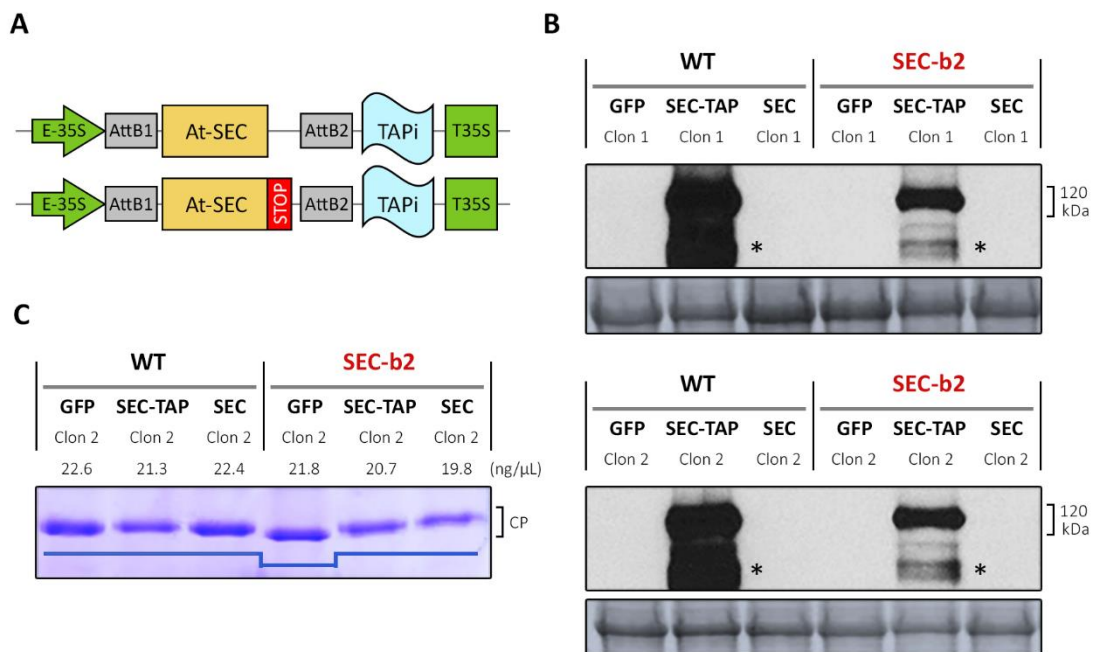 A
E-35S AttB1 At-SEC AttB2 TAPi T35S
E-35S AttB1 At-SEC STOP AttB2 TAPi T35S
B
WT SEC-b2
GFP SEC-TAP SEC GFP SEC-TAP SEC
Clon 1 Clon 1 Clon 1 Clon 1 Clon 1 Clon 1
120
kDa
* *
WT SEC-b2
GFP SEC-TAP SEC GFP SEC-TAP SEC
Clon 2 Clon 2 Clon 2 Clon 2 Clon 2 Clon 2
120
kDa
* *
C
WT SEC-b2
GFP SEC-TAP SEC GFP SEC-TAP SEC
Clon 2 Clon 2 Clon 2 Clon 2 Clon 2 Clon 2
22.6 21.3 22.4 21.8 20.7 19.8 (ng/µL)
CP